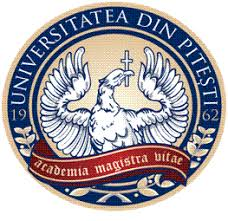 UNIVERSITATEA DIN PITEȘTI
19 62
academia magistra vitae